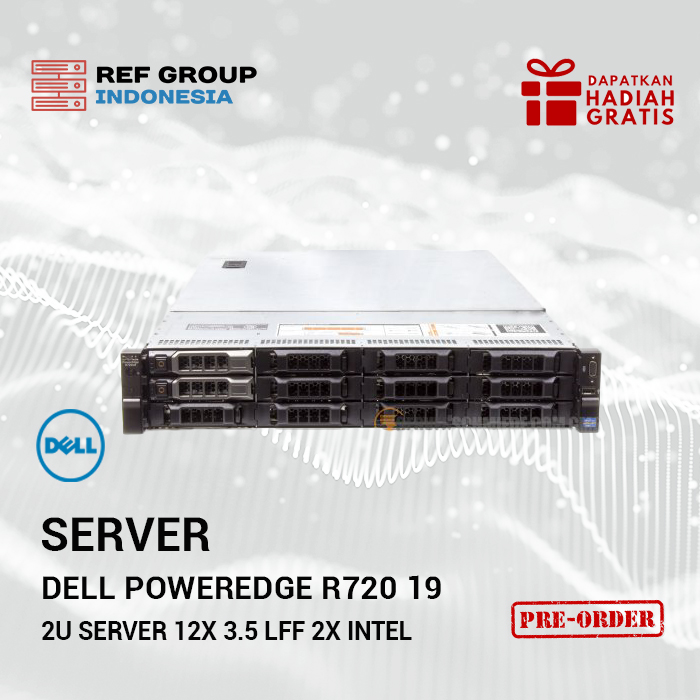 REF GROUP
INDONESIA
DAPATKAN
HADIAH
GRATIS
DELL
SERVER
DELL POWEREDGE R720 19
2U SERVER 12X 3.5 LFF 2X INTEL
PRE-ORDER